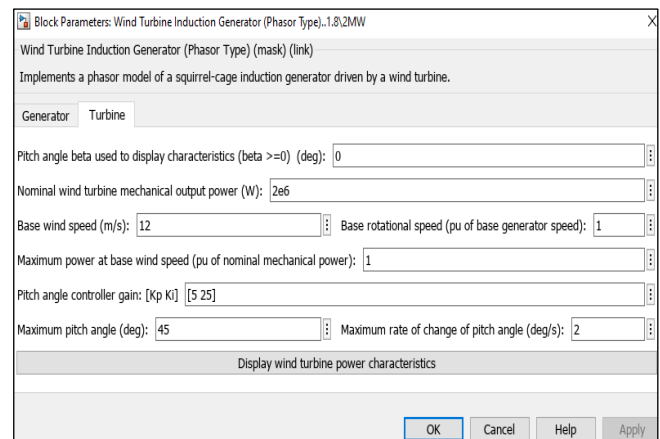 Block Parameters: Wind Turbine Induction Generator (Phasor Type)..1.8\2MW X
Wind Turbine Induction Generator (Phasor Type) (mask) (link)
Implements a phasor model of a squirrel-cage induction generator driven by a wind turbine.
Generator Turbine
Pitch angle beta used to display characteristics (beta >=0) (deg): 0
Nominal wind turbine mechanical output power (W): 2e6
Base wind speed (m/s): 12 Base rotational speed (pu of base generator speed): 1
Maximum power at base wind speed (pu of nominal mechanical power): 1
Pitch angle controller gain: [Kp Ki] [5 25]
Maximum pitch angle (deg): 45 Maximum rate of change of pitch angle (deg/s): 2
Display wind turbine power characteristics
OK Cancel Help Apply